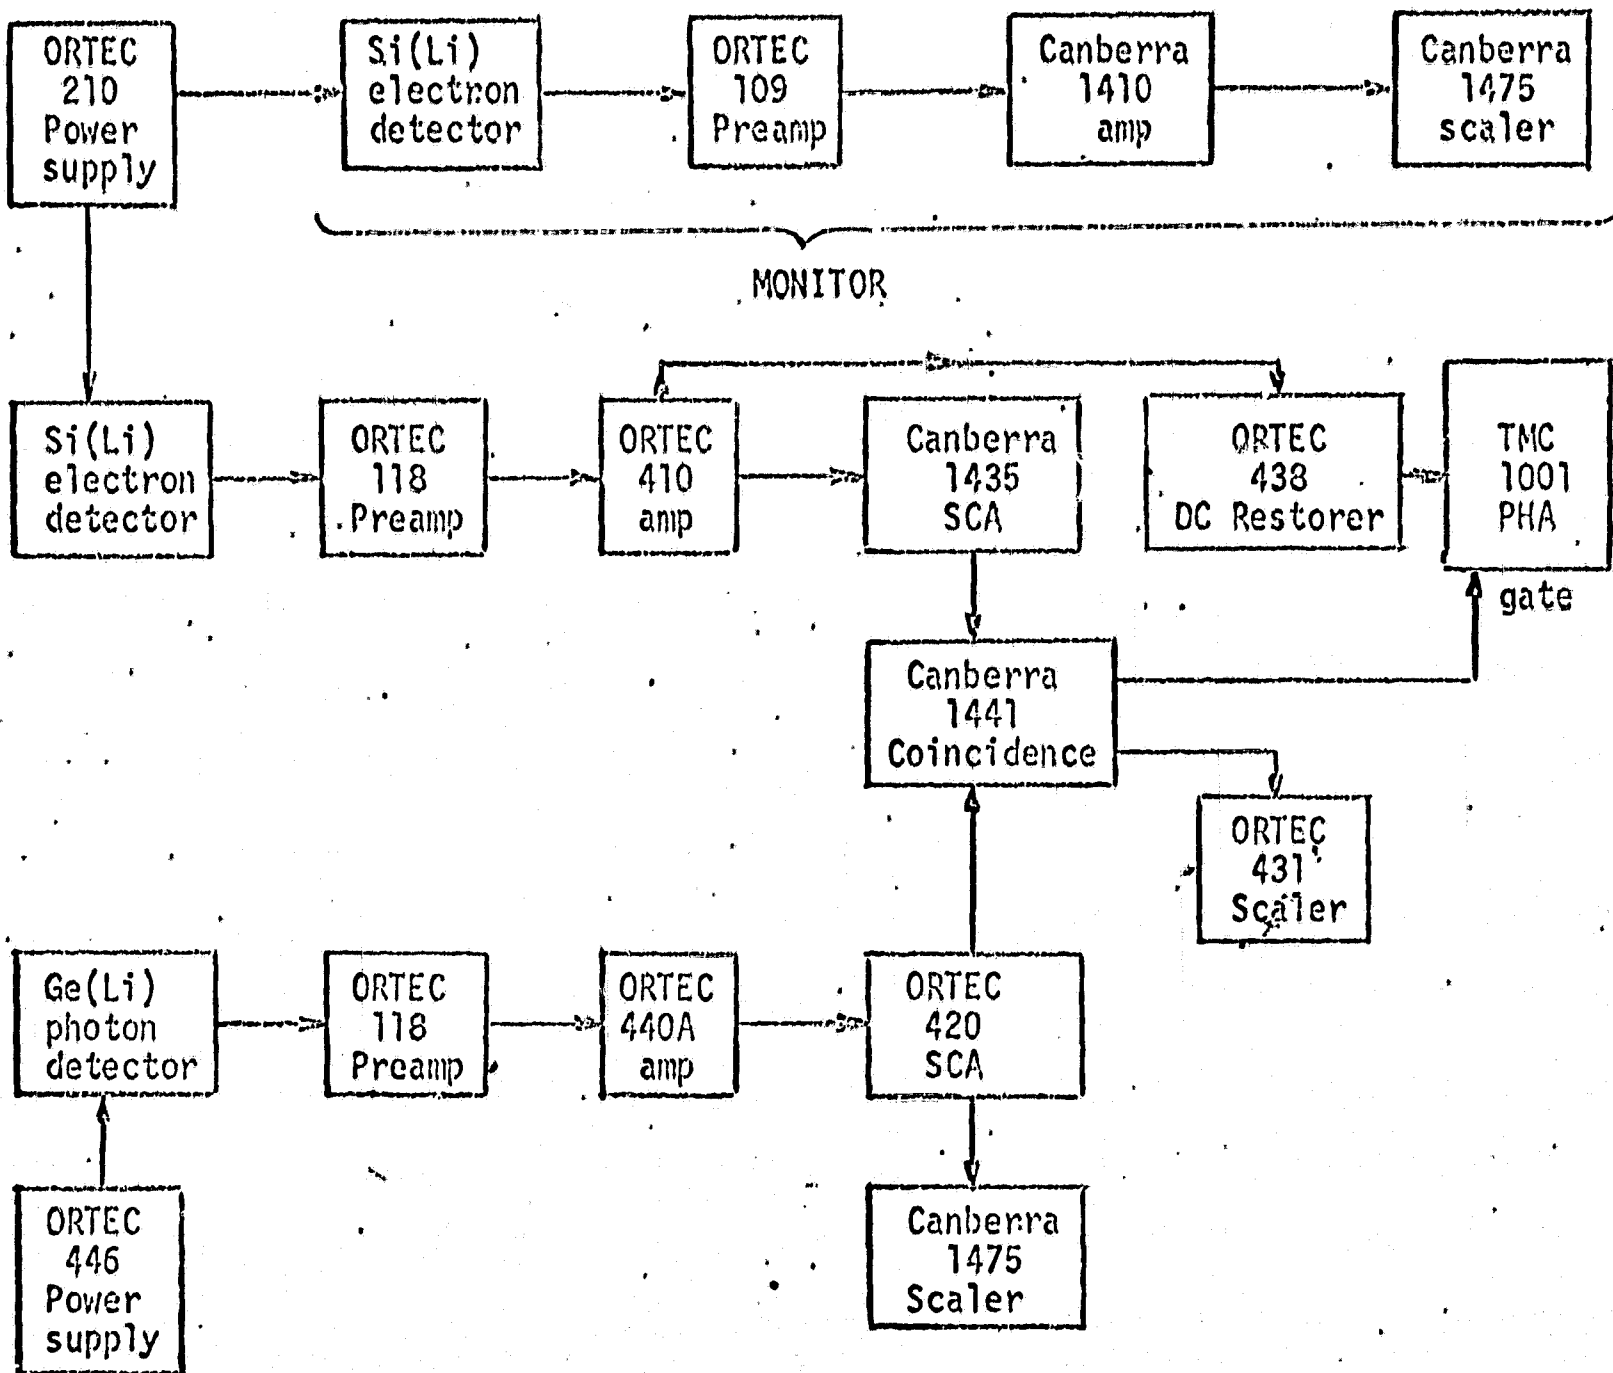 ORTEC
210
Power
supply
Si(Li)
electron
detector
ORTEC
109
Preamp
Canberra
1410
amp
Canberra
1475
scaler
MONITOR
Si(Li)
electron
detector
ORTEC
118
Preamp
ORTEC
410
amp
Canberra
1435
SCA
ORTEC
438
DC Restorer
TMC
1001
PHA
gate
Canberra
1441
Coincidence
ORTEC
431
Scaler
Ge(Li)
photon
detector
ORTEC
118
Preamp
ORTEC
440A
amp
ORTEC
420
SCA
ORTEC
446
Power
supply
Canberra
1475
Scaler